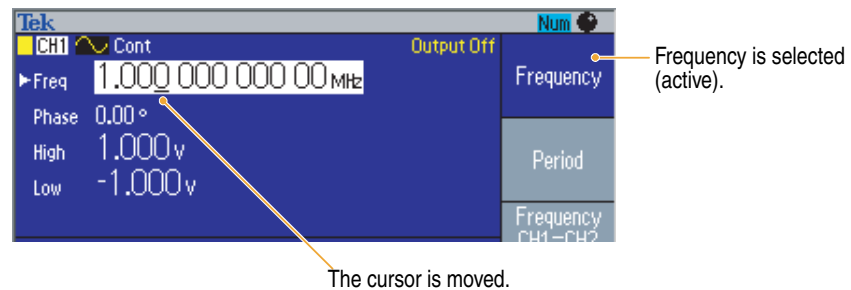 Tek Num
CH1 Cont Output Off
Freq 1.000 000 000 00 MHz
Phase 0.00 °
High 1.000 v
Low -1.000 v
Frequency
Period
Frequency
CH1-CH2
Frequency is selected
(active).
The cursor is moved.